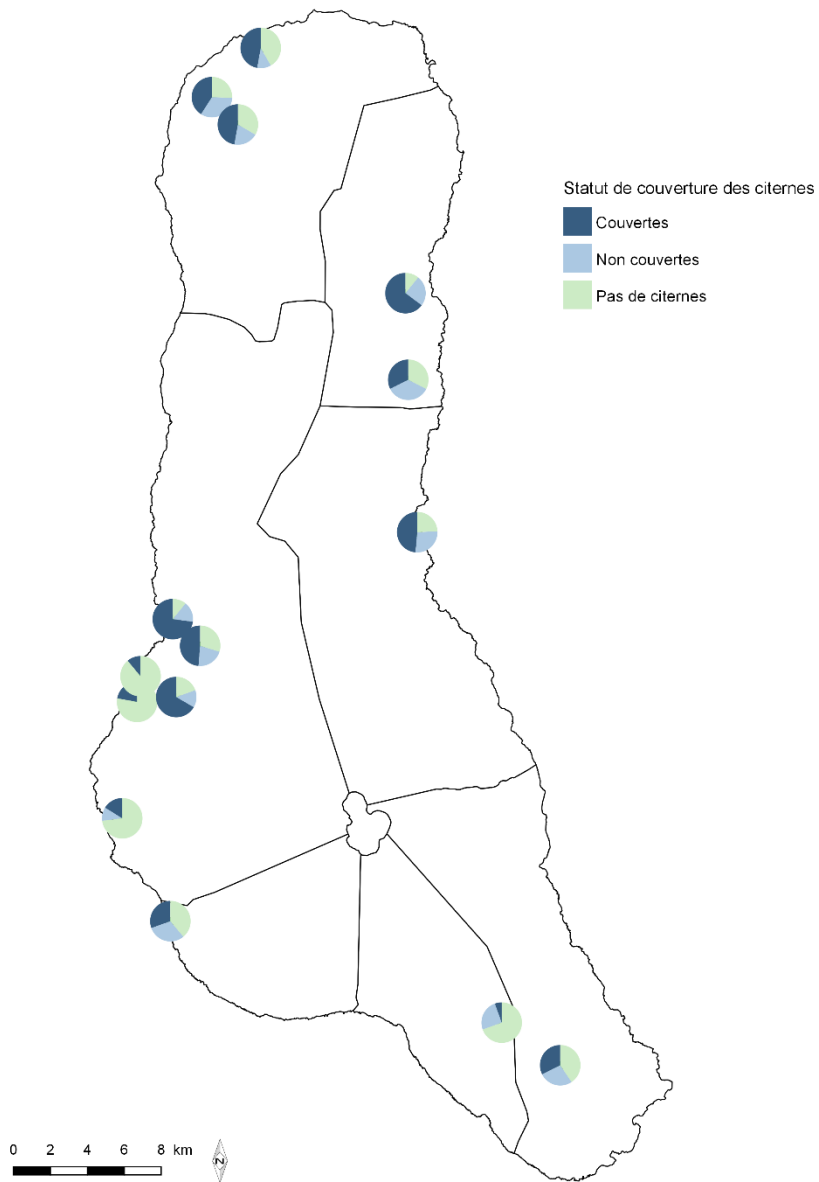 Statut de couverture des citernes
Couvertes
Non couvertes
Pas de citernes
0 2 4 6 8 km
N